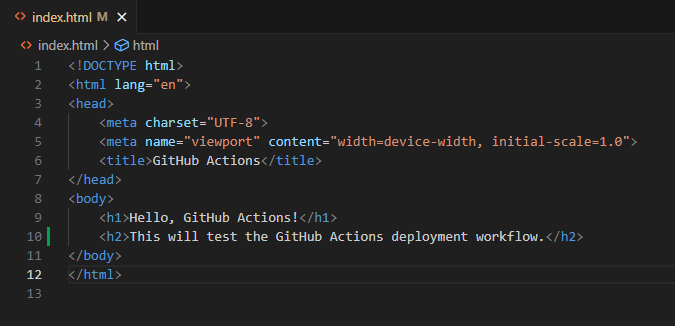 index.html M
index.html > html
1 <!DOCTYPE html>
2 <html lang="en">
3 <head>
4     <meta charset="UTF-8">
5     <meta name="viewport" content="width=device-width, initial-scale=1.0">
6     <title>GitHub Actions</title>
7 </head>
8 <body>
9     <h1>Hello, GitHub Actions!</h1>
10     <h2>This will test the GitHub Actions deployment workflow.</h2>
11 </body>
12 </html>
13